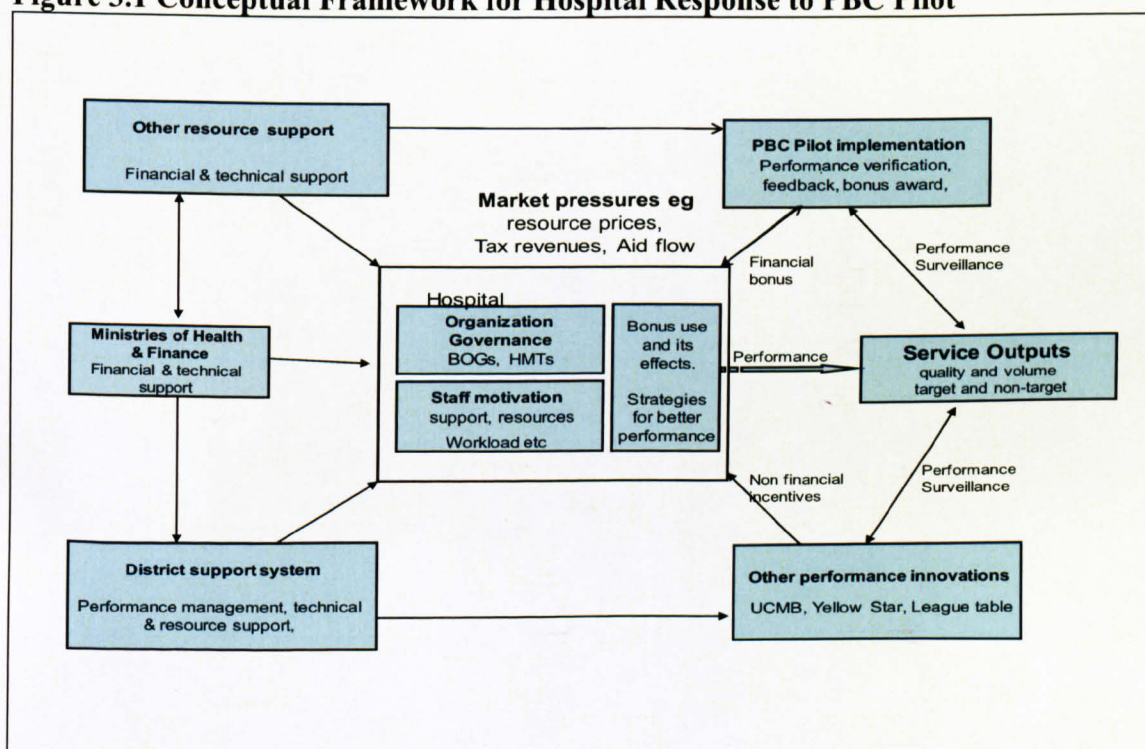 Figure 3.1 Conceptual Framework for Hospital Response to PBC Pilot
Other resource support
Financial & technical support
PBC Pilot implementation
Performance verification,
feedback, bonus award,
Market pressures eg
resource prices,
Tax revenues, Aid flow
Financial
bonus
Performance
Surveillance
Ministries of Health
& Finance
Financial & technical
support
Hospital
Organization
Governance
BOGs, HMTs
Staff motivation
support, resources
Workload etc
Bonus use
and its
effects.
Strategies
for better
performance
Performance
Service Outputs
quality and volume
target and non-target
Non financial
incentives
Performance
Surveillance
District support system
Performance management, technical
& resource support,
Other performance innovations
UCMB, Yellow Star, League table